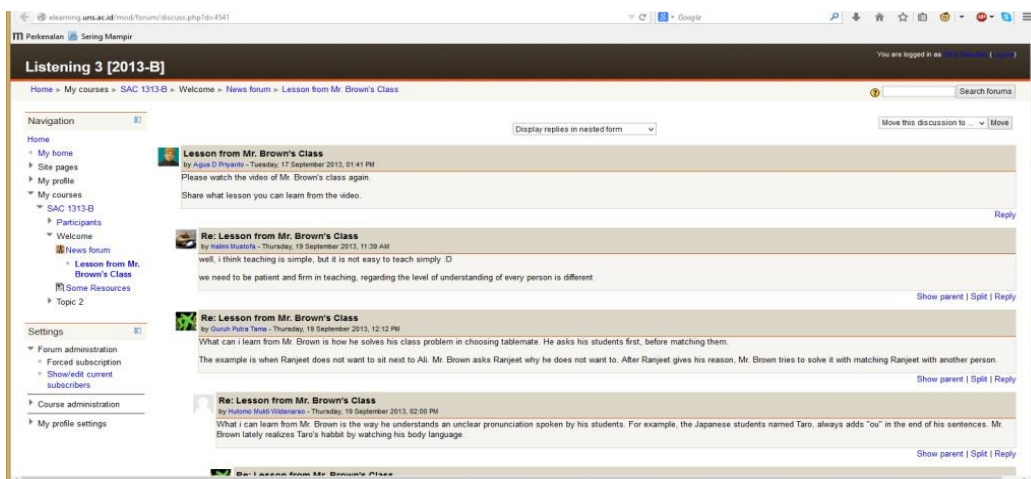 elearning.uns.ac.id/mod/forum/discuss.php?d=4541
Google
Perkenalan
Sering Mampir
You are logged in as
Listening 3 [2013-B]
Home ► My courses ► SAC 1313-B ► Welcome ► News forum ► Lesson from Mr. Brown's Class
Search forums
Navigation
Home
My home
Site pages
My profile
My courses
SAC 1313-B
Participants
Welcome
News forum
Lesson from Mr. Brown's Class
Some Resources
Topic 2
Settings
Forum administration
Forced subscription
Show/edit current subscribers
Course administration
My profile settings
Display replies in nested form
Move this discussion to ...
Move
Lesson from Mr. Brown's Class
by Agus D Priyanto - Tuesday, 17 September 2013, 01:41 PM
Please watch the video of Mr. Brown's class again.
Share what lesson you can learn from the video.
Reply
Re: Lesson from Mr. Brown's Class
by Halimi Mustofa - Thursday, 19 September 2013, 11:39 AM
well, i think teaching is simple, but it is not easy to teach simply :D
we need to be patient and firm in teaching, regarding the level of understanding of every person is different
Show parent | Split | Reply
Re: Lesson from Mr. Brown's Class
by Guruh Putra Tama - Thursday, 19 September 2013, 12:12 PM
What can i learn from Mr. Brown is how he solves his class problem in choosing tablemate. He asks his students first, before matching them.
The example is when Ranjeet does not want to sit next to Ali. Mr. Brown asks Ranjeet why he does not want to. After Ranjeet gives his reason, Mr. Brown tries to solve it with matching Ranjeet with another person.
Show parent | Split | Reply
Re: Lesson from Mr. Brown's Class
by Hutomo Mukti Widanarso - Thursday, 19 September 2013, 02:00 PM
What i can learn from Mr. Brown is the way he understands an unclear pronunciation spoken by his students. For example, the Japanese students named Taro, always adds "ou" in the end of his sentences. Mr.
Brown lately realizes Taro's habbit by watching his body language.
Show parent | Split | Reply
Re: Lesson from Mr. Brown's Class